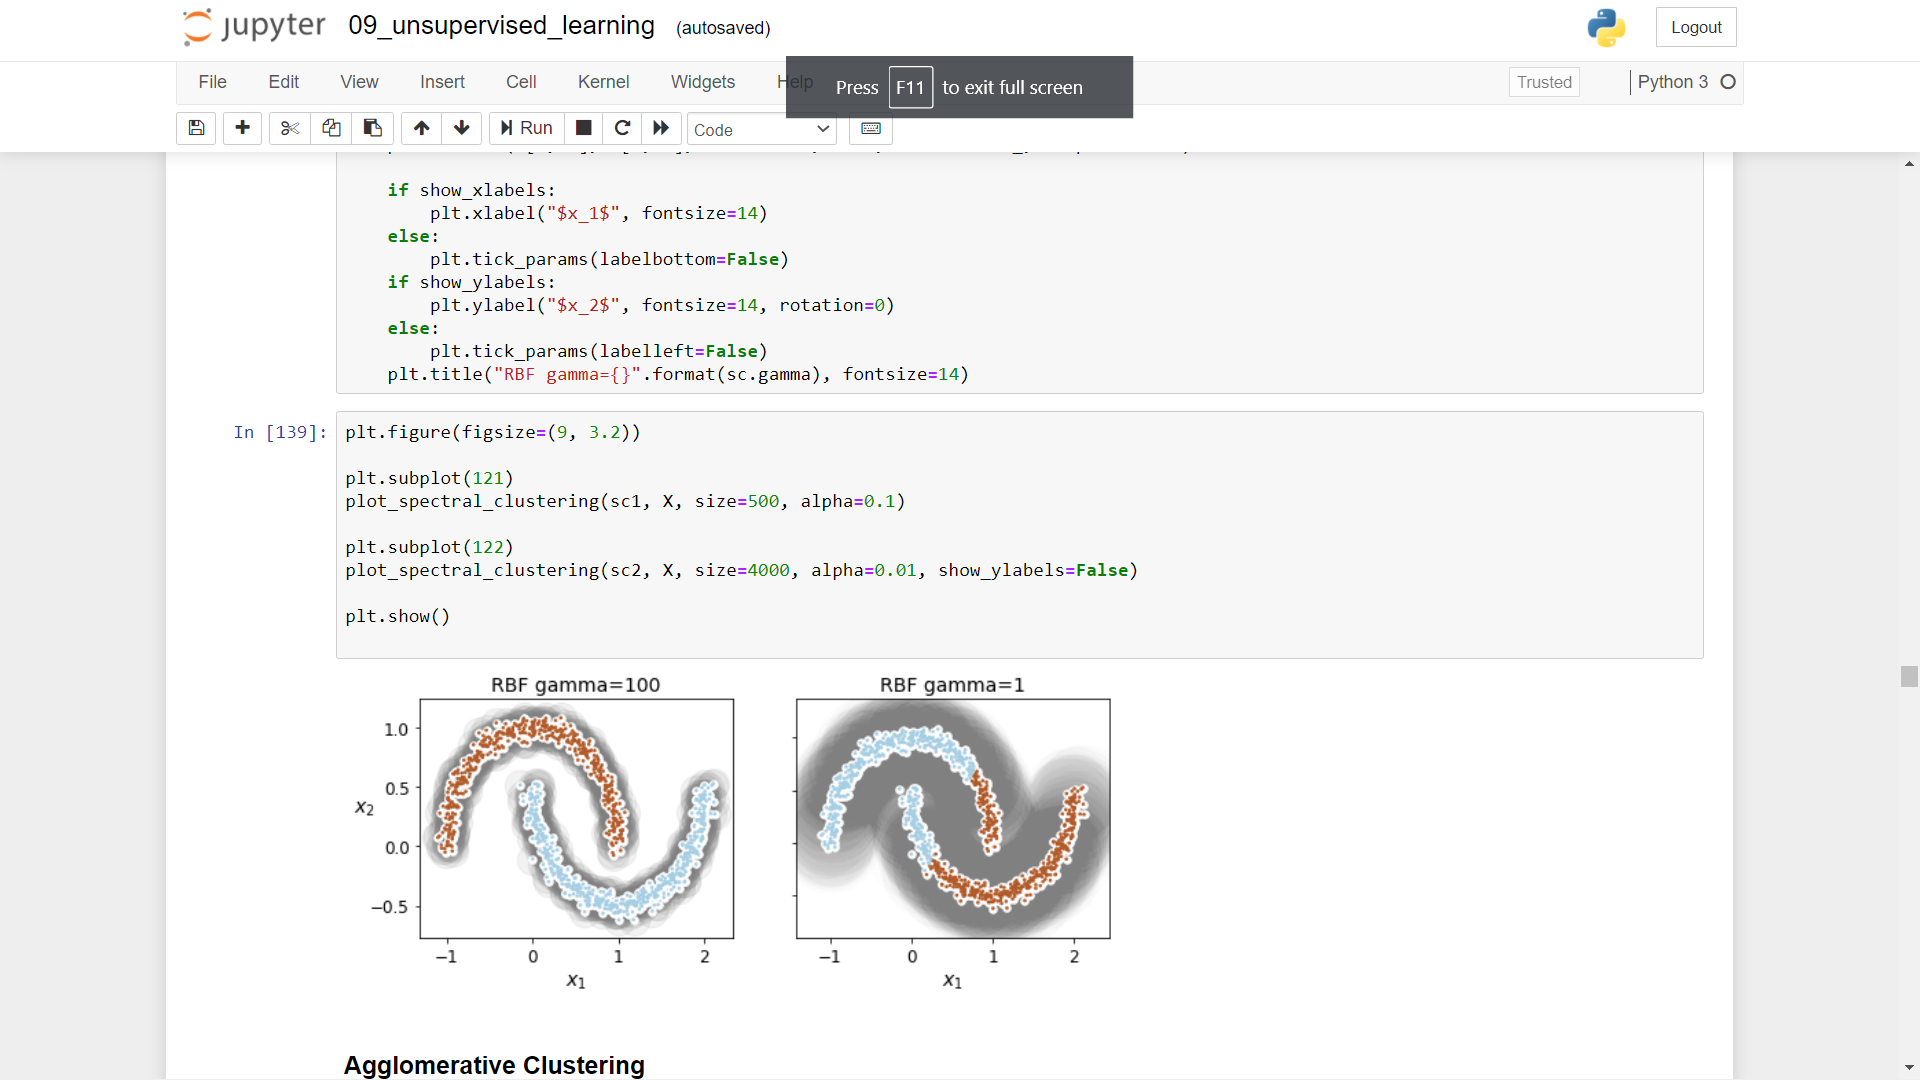 jupyter 09_unsupervised_learning (autosaved)
Logout
File Edit View Insert Cell Kernel Widgets Help
Press F11 to exit full screen
Trusted
Python 3
Run
Code
    if show_xlabels:
        plt.xlabel("$x_1$", fontsize=14)
    else:
        plt.tick_params(labelbottom=False)
    if show_ylabels:
        plt.ylabel("$x_2$", fontsize=14, rotation=0)
    else:
        plt.tick_params(labelleft=False)
    plt.title("RBF gamma={}".format(sc.gamma), fontsize=14)
In [139]:
plt.figure(figsize=(9, 3.2))
plt.subplot(121)
plot_spectral_clustering(sc1, X, size=500, alpha=0.1)
plt.subplot(122)
plot_spectral_clustering(sc2, X, size=4000, alpha=0.01, show_ylabels=False)
plt.show()
RBF gamma=100
1.0
0.5
0.0
−0.5
x2
−1 0 1 2
x1
RBF gamma=1
−1 0 1 2
x1
Agglomerative Clustering